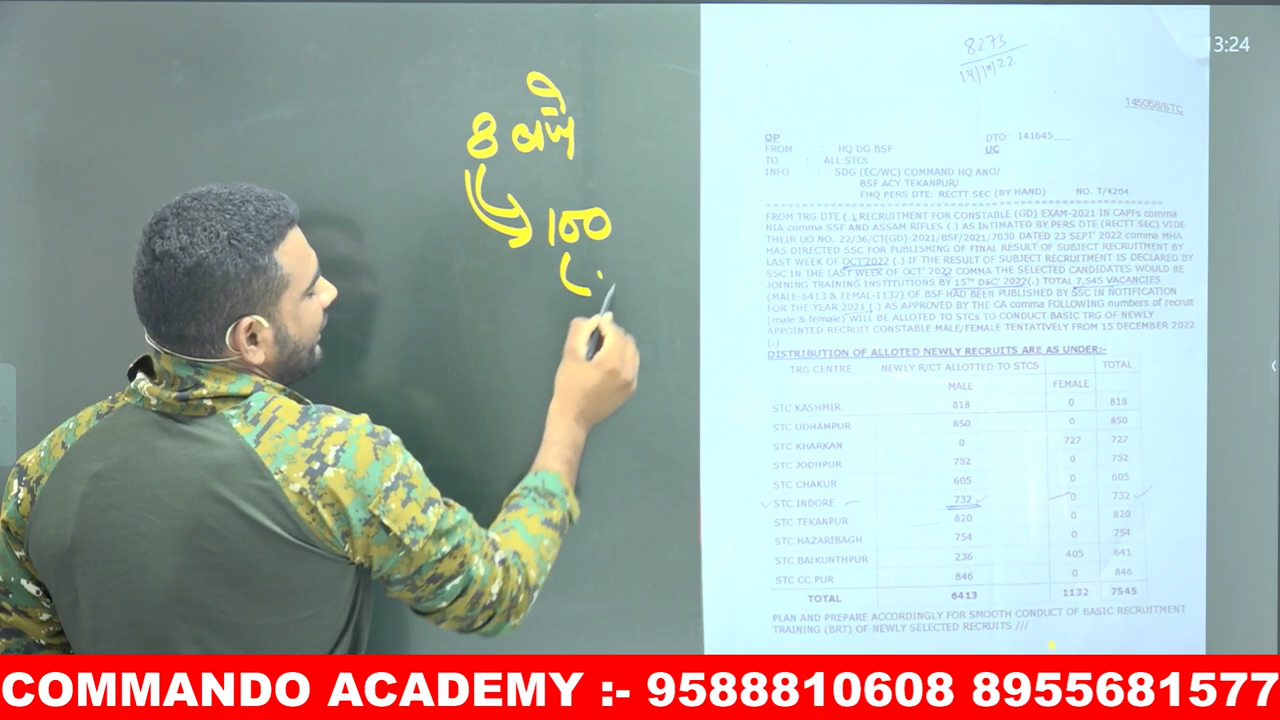 8 बजे
100
13:24
8273
14/10/22.
145058/STC
OP DTO: 141645___
FROM : HQ DG BSF UC
TO : ALL STCs
INFO : SDG (EC/WC) COMMAND HQ ANO/
BSF ACY TEKANPUR/
FHQ PERS DTE: RECTT SEC (BY HAND) NO. T/4264
FROM TRG DTE (.) RECRUITMENT FOR CONSTABLE (GD) EXAM-2021 IN CAPFs comma
NIA comma SSF AND ASSAM RIFLES (.) AS INTIMATED BY PERS DTE (RECTT SEC) VIDE
THEIR UO NO. 22/36/CT(GD)-2021/BSF/2021/7030 DATED 23 SEPT' 2022 comma MHA
HAS DIRECTED SSC FOR PUBLISHING OF FINAL RESULT OF SUBJECT RECRUITMENT BY
LAST WEEK OF OCT'2022 (.) IF THE RESULT OF SUBJECT RECRUITMENT IS DECLARED BY
SSC IN THE LAST WEEK OF OCT' 2022 COMMA THE SELECTED CANDIDATES WOULD BE
JOINING TRAINING INSTITUTIONS BY 15TH DEC' 2022(.) TOTAL 7,545 VACANCIES
(MALE-6413 & FEMAL-1132) OF BSF HAD BEEN PUBLISHED BY SSC IN NOTIFICATION
FOR THE YEAR 2021 (.) AS APPROVED BY THE CA comma FOLLOWING numbers of recruit
(male & female) WILL BE ALLOTED TO STCs TO CONDUCT BASIC TRG OF NEWLY
APPOINTED RECRUIT CONSTABLE MALE/FEMALE TENTATIVELY FROM 15 DECEMBER 2022
(.)
DISTRIBUTION OF ALLOTED NEWLY RECRUITS ARE AS UNDER:-
TRG CENTRE NEWLY R/CT ALLOTTED TO STCS TOTAL
MALE FEMALE
STC KASHMIR 818 0 818
STC UDHAMPUR 850 0 850
STC KHARKAN 0 727 727
STC JODHPUR 752 0 752
STC CHAKUR 605 0 605
STC INDORE 732 0 732
STC TEKANPUR 820 0 820
STC HAZARIBAGH 754 0 754
STC BAIKUNTHPUR 236 405 641
STC CC PUR 846 0 846
TOTAL 6413 1132 7545
PLAN AND PREPARE ACCORDINGLY FOR SMOOTH CONDUCT OF BASIC RECRUITMENT
TRAINING (BRT) OF NEWLY SELECTED RECRUITS ///
COMMANDO ACADEMY :- 9588810608 8955681577